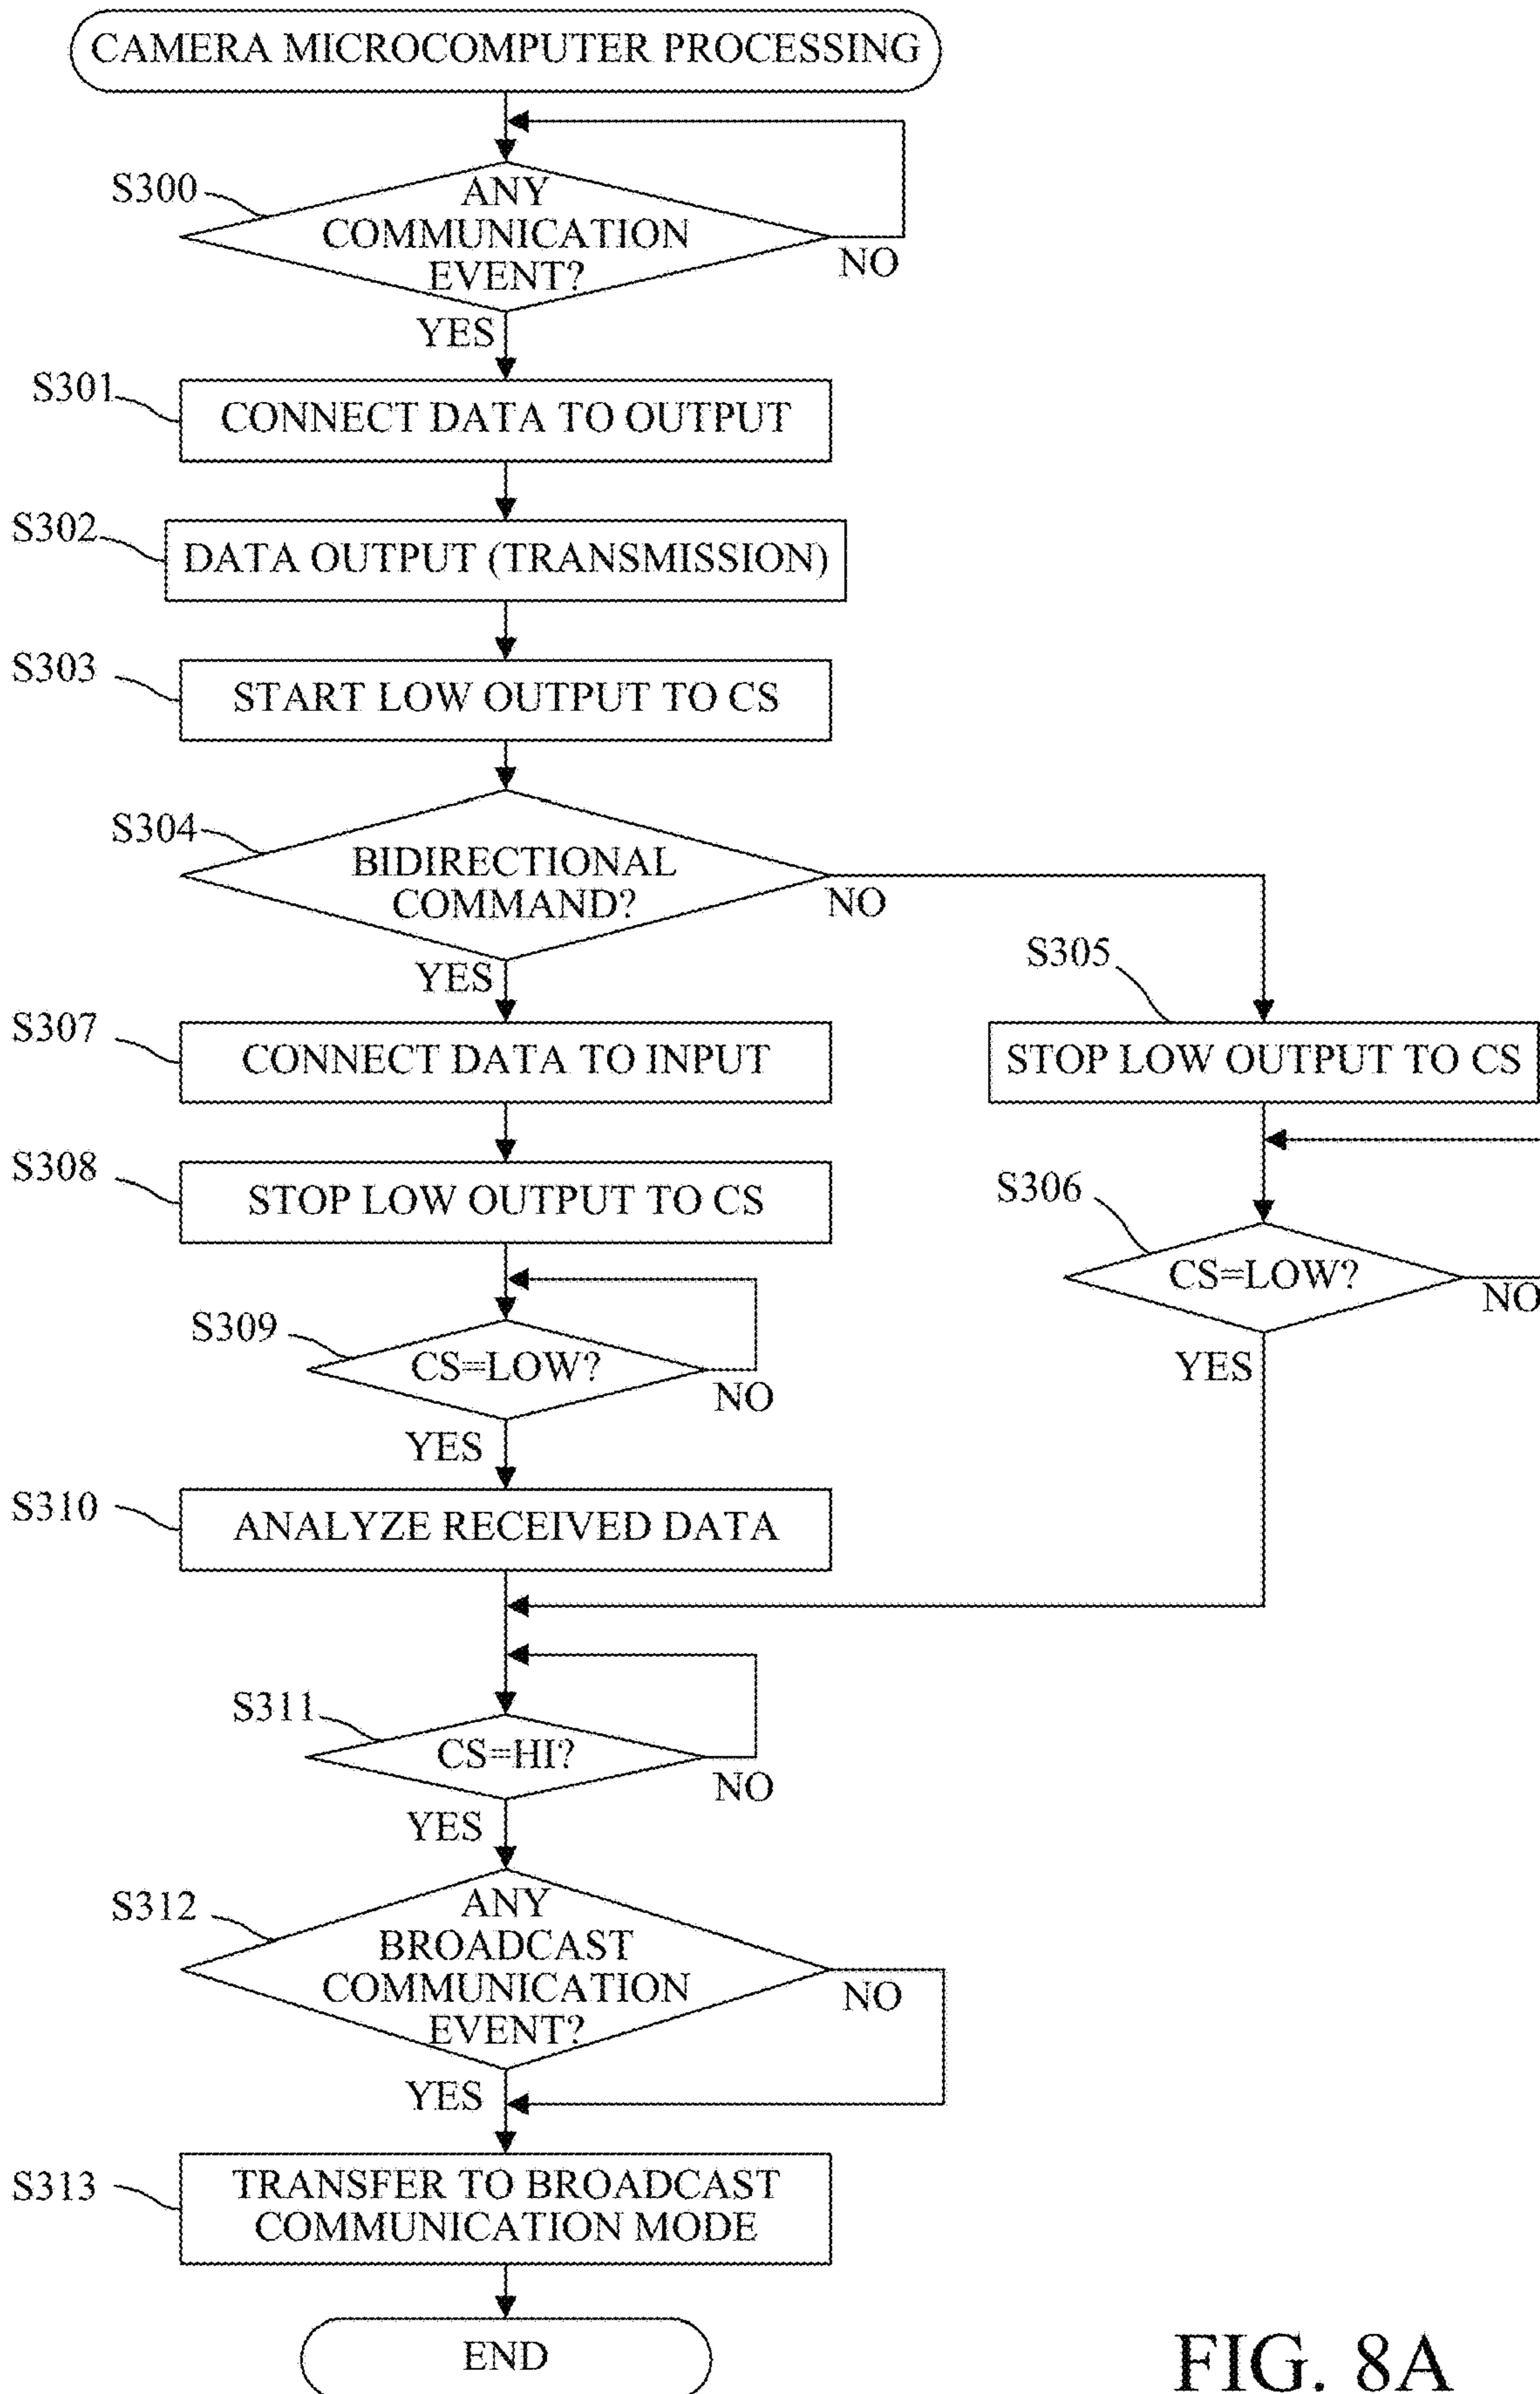 CAMERA MICROCOMPUTER PROCESSING
S300
ANY
COMMUNICATION
EVENT?
NO
YES
S301
CONNECT DATA TO OUTPUT
S302
DATA OUTPUT (TRANSMISSION)
S303
START LOW OUTPUT TO CS
S304
BIDIRECTIONAL
COMMAND?
NO
YES
S305
STOP LOW OUTPUT TO CS
S306
CS=LOW?
NO
YES
S307
CONNECT DATA TO INPUT
S308
STOP LOW OUTPUT TO CS
S309
CS=LOW?
NO
YES
S310
ANALYZE RECEIVED DATA
S311
CS=HI?
NO
YES
S312
ANY
BROADCAST
COMMUNICATION
EVENT?
NO
YES
S313
TRANSFER TO BROADCAST
COMMUNICATION MODE
END
FIG. 8A